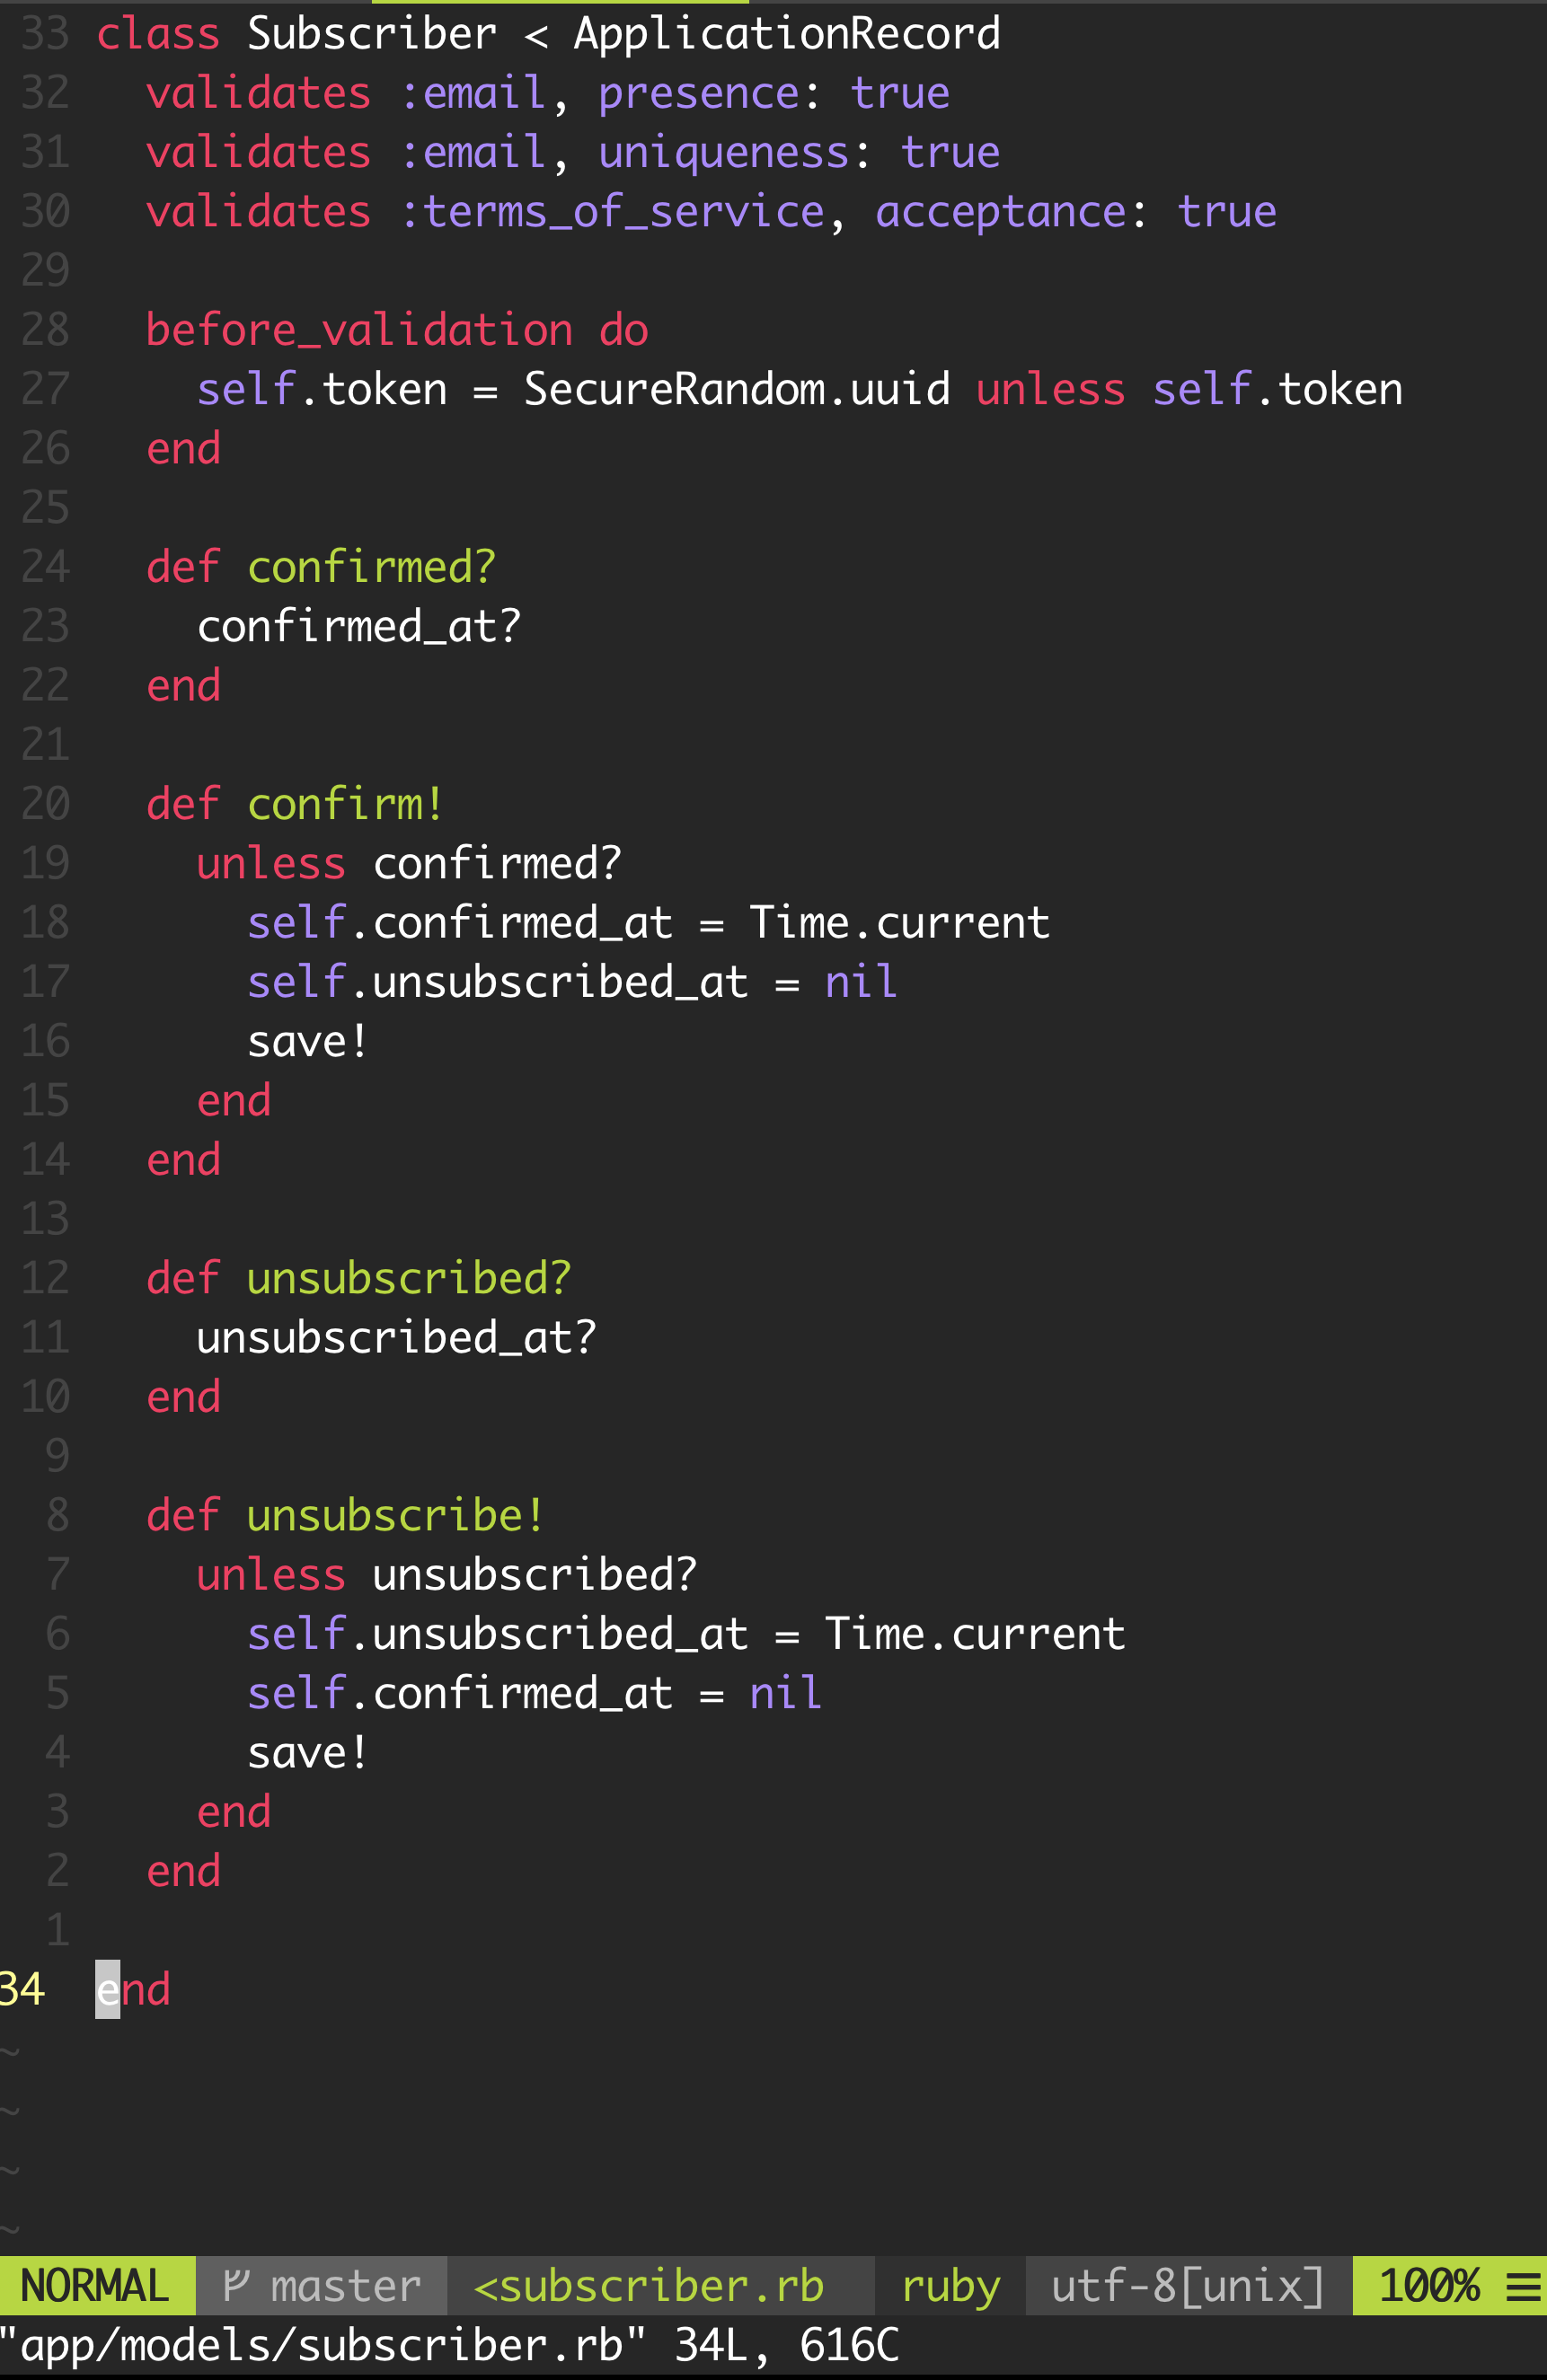 33 class Subscriber < ApplicationRecord
32   validates :email, presence: true
31   validates :email, uniqueness: true
30   validates :terms_of_service, acceptance: true
29
28   before_validation do
27     self.token = SecureRandom.uuid unless self.token
26   end
25
24   def confirmed?
23     confirmed_at?
22   end
21
20   def confirm!
19     unless confirmed?
18       self.confirmed_at = Time.current
17       self.unsubscribed_at = nil
16       save!
15     end
14   end
13
12   def unsubscribed?
11     unsubscribed_at?
10   end
9
8   def unsubscribe!
7     unless unsubscribed?
6       self.unsubscribed_at = Time.current
5       self.confirmed_at = nil
4       save!
3     end
2   end
1
34 end
~
~
~
~
NORMAL master <subscriber.rb ruby utf-8[unix] 100% ☰
"app/models/subscriber.rb" 34L, 616C